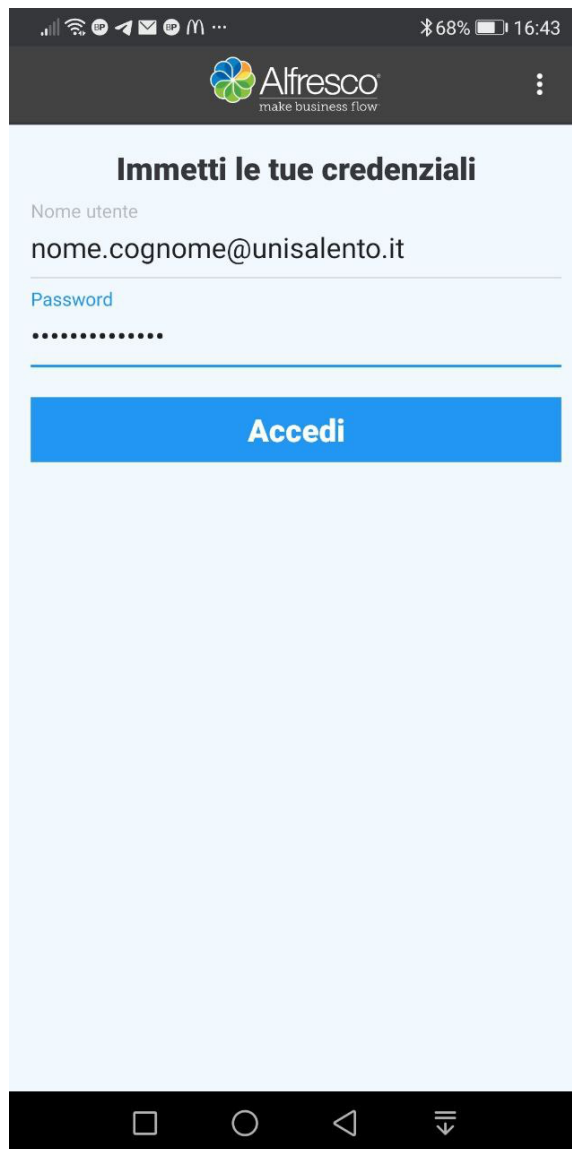 68% 16:43
Alfresco
make business flow
Immetti le tue credenziali
Nome utente
nome.cognome@unisalento.it
Password
••••••••••••••
Accedi